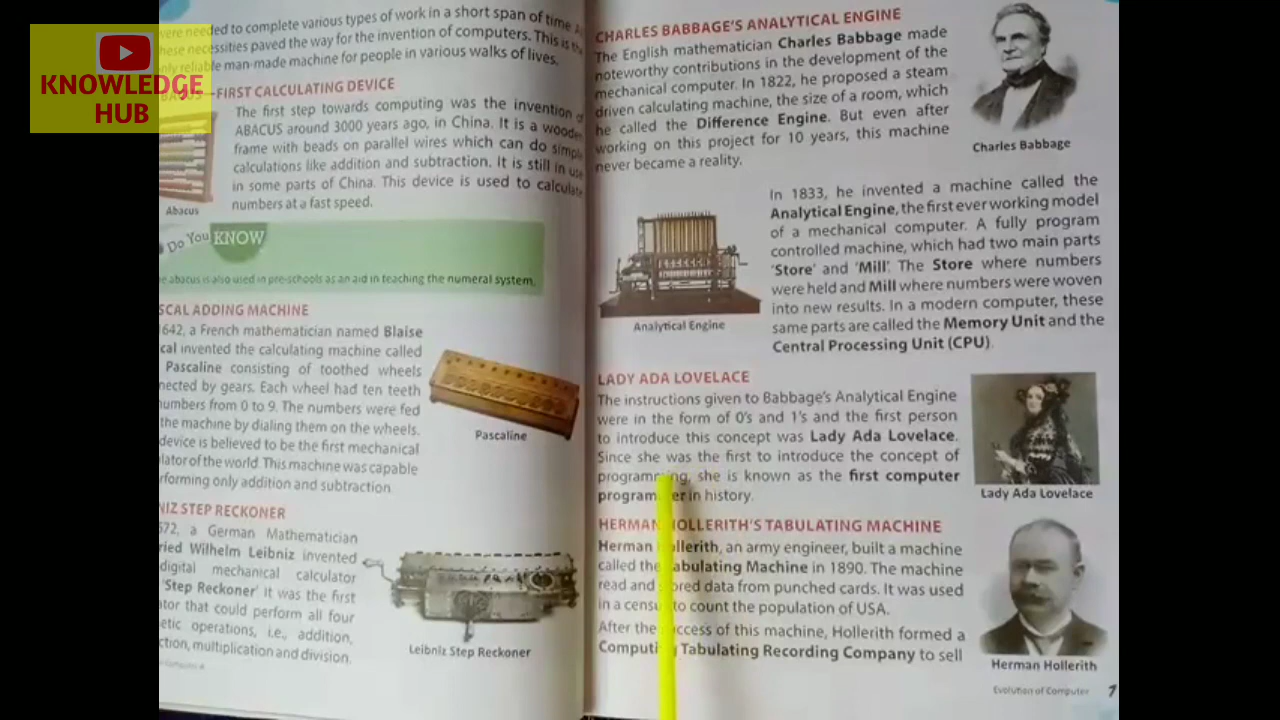 KNOWLEDGE
HUB
were needed to complete various types of work in a short span of time.
these necessities paved the way for the invention of computers. This is the
only reliable man-made machine for people in various walks of lives.
—FIRST CALCULATING DEVICE
The first step towards computing was the invention of
ABACUS around 3000 years ago, in China. It is a wooden
frame with beads on parallel wires which can do simple
calculations like addition and subtraction. It is still in use
in some parts of China. This device is used to calculate
numbers at a fast speed.
Abacus
Do You KNOW
abacus is also used in pre-schools as an aid in teaching the numeral system.
SCAL ADDING MACHINE
642, a French mathematician named Blaise
cal invented the calculating machine called
Pascaline consisting of toothed wheels
nected by gears. Each wheel had ten teeth
numbers from 0 to 9. The numbers were fed
the machine by dialing them on the wheels.
device is believed to be the first mechanical
lator of the world. This machine was capable
rforming only addition and subtraction.
Pascaline
NIZ STEP RECKONER
672, a German Mathematician
ried Wilhelm Leibniz invented
digital mechanical calculator
'Step Reckoner' It was the first
ator that could perform all four
etic operations, i.e., addition,
ction, multiplication and division.
Leibniz Step Reckoner
CHARLES BABBAGE'S ANALYTICAL ENGINE
The English mathematician Charles Babbage made
noteworthy contributions in the development of the
mechanical computer. In 1822, he proposed a steam
driven calculating machine, the size of a room, which
he called the Difference Engine. But even after
working on this project for 10 years, this machine
never became a reality.
Charles Babbage
In 1833, he invented a machine called the
Analytical Engine, the first ever working model
of a mechanical computer. A fully program
controlled machine, which had two main parts
'Store' and 'Mill'. The Store where numbers
were held and Mill where numbers were woven
into new results. In a modern computer, these
same parts are called the Memory Unit and the
Central Processing Unit (CPU).
Analytical Engine
LADY ADA LOVELACE
The instructions given to Babbage's Analytical Engine
were in the form of 0's and 1's and the first person
to introduce this concept was Lady Ada Lovelace.
Since she was the first to introduce the concept of
programming, she is known as the first computer
programmer in history.
Lady Ada Lovelace
HERMAN HOLLERITH'S TABULATING MACHINE
Herman Hollerith, an army engineer, built a machine
called the Tabulating Machine in 1890. The machine
read and stored data from punched cards. It was used
in a census to count the population of USA.
After the success of this machine, Hollerith formed a
Computing Tabulating Recording Company to sell
Herman Hollerith
Evolution of Computer 7